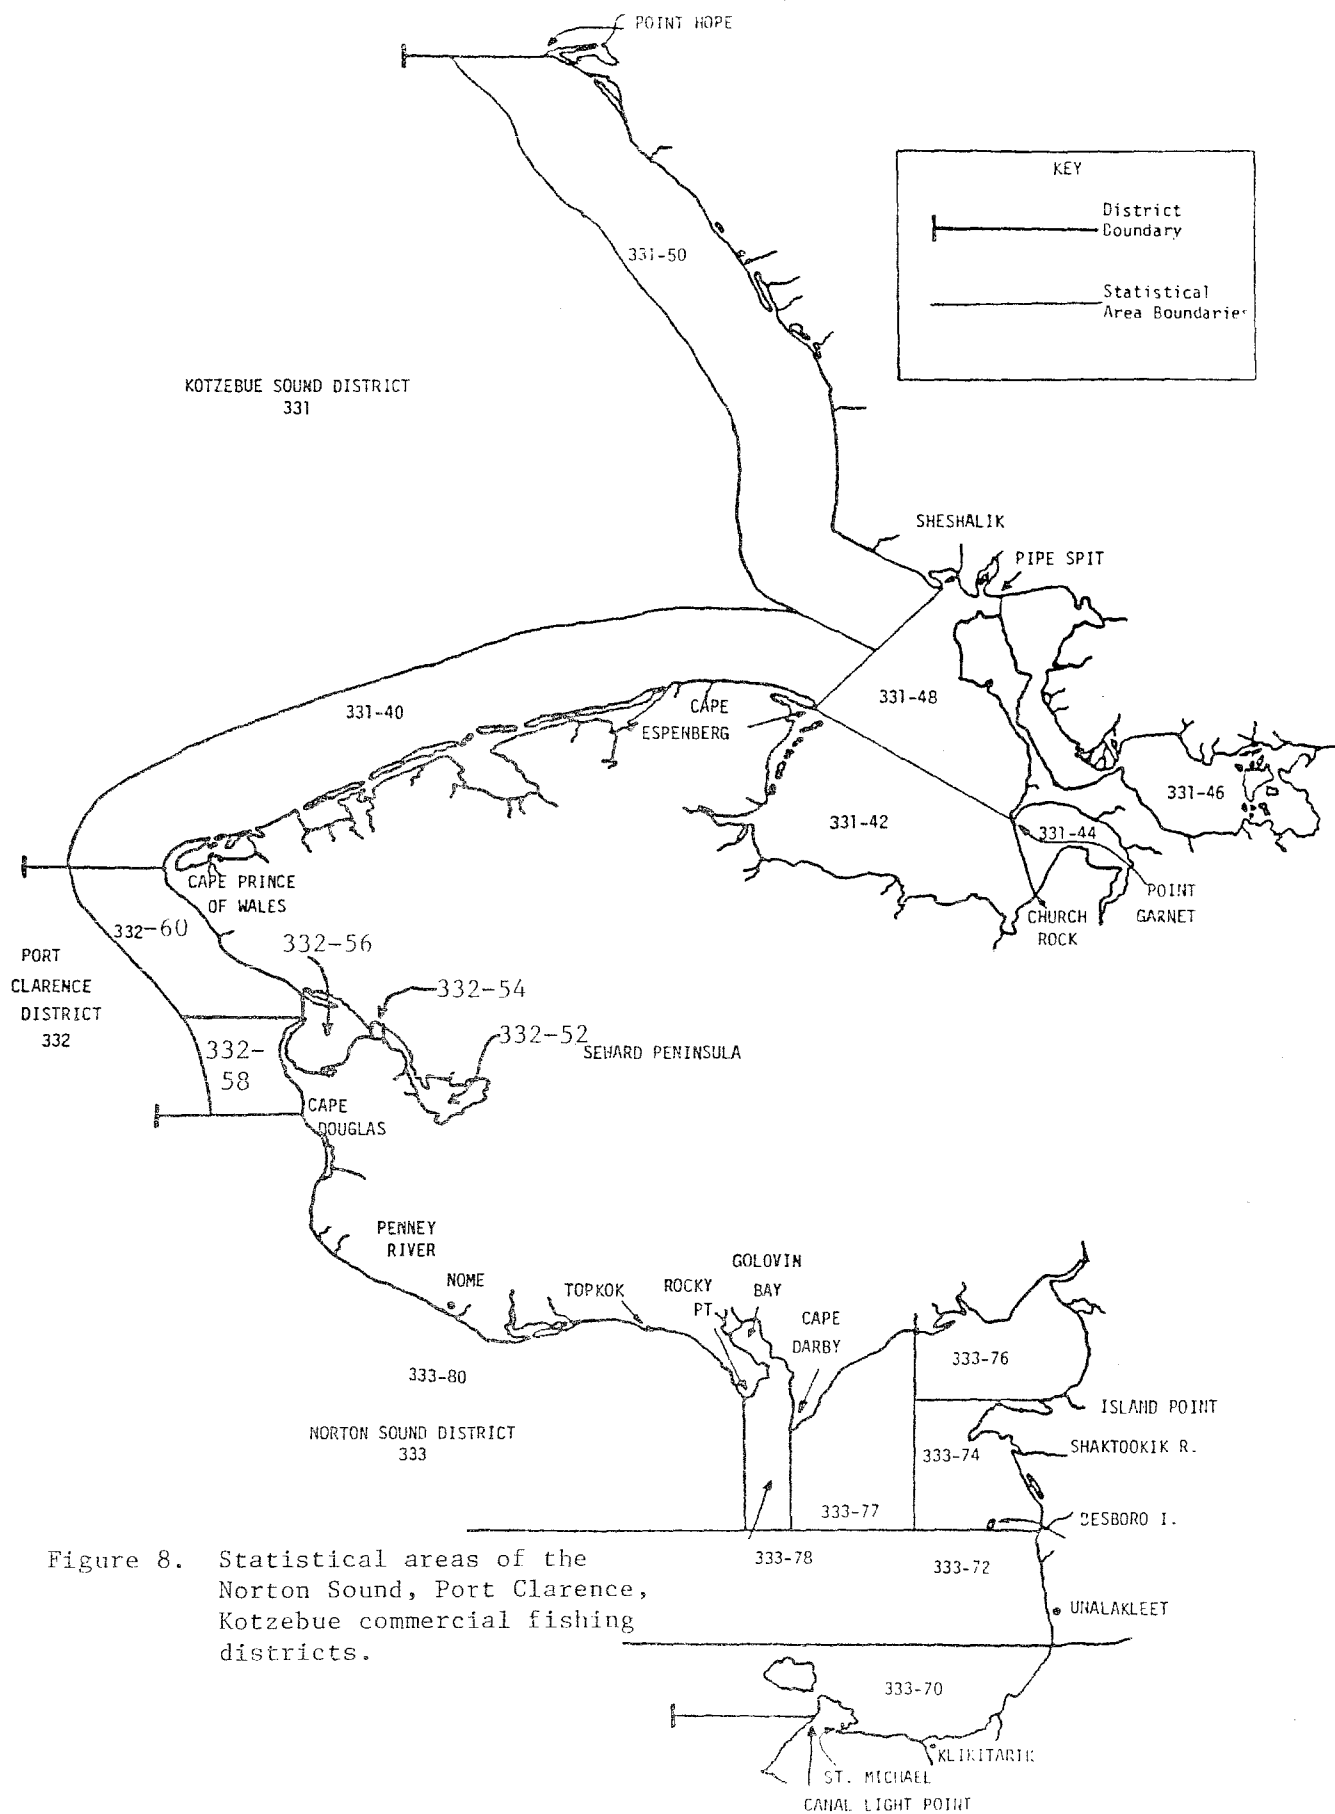 POINT HOPE
KEY
District
Boundary
Statistical
Area Boundaries
331-50
KOTZEBUE SOUND DISTRICT
331
SHESHALIK
PIPE SPIT
331-48
331-40
CAPE
ESPENBERG
331-46
331-42
331-44
CAPE PRINCE
OF WALES
POINT
GARNET
CHURCH
ROCK
332-60
332-56
PORT
CLARENCE
DISTRICT
332
332-54
332-52
SEWARD PENINSULA
332-
58
CAPE
DOUGLAS
PENNEY
RIVER
NOME
TOPKOK
ROCKY
PT
GOLOVIN
BAY
CAPE
DARBY
333-76
333-80
ISLAND POINT
NORTON SOUND DISTRICT
333
333-74
SHAKTOOKIK R.
333-77
BESBORO I.
333-78
333-72
Figure 8. Statistical areas of the
Norton Sound, Port Clarence,
Kotzebue commercial fishing
districts.
UNALAKLEET
333-70
KLIKITARIK
ST. MICHAEL
CANAL LIGHT POINT